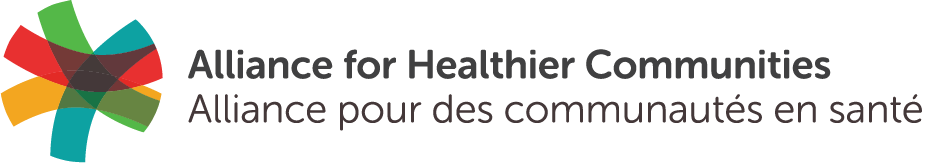 Alliance for Healthier Communities
Alliance pour des communautés en santé